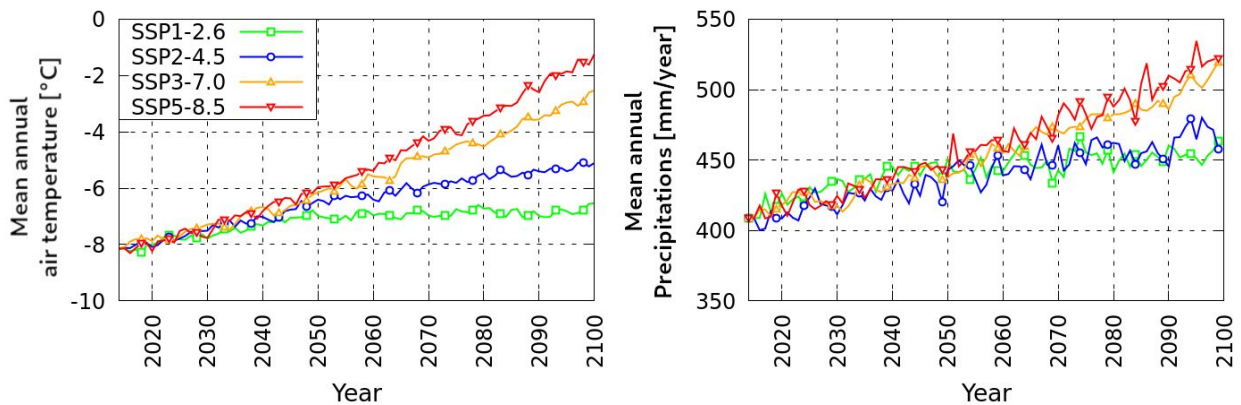 Mean annual
air temperature [°C]
0
-2
-4
-6
-8
-10
SSP1-2.6
SSP2-4.5
SSP3-7.0
SSP5-8.5
2020
2030
2040
2050
2060
2070
2080
2090
2100
Year
Mean annual
Precipitations [mm/year]
550
500
450
400
350
2020
2030
2040
2050
2060
2070
2080
2090
2100
Year